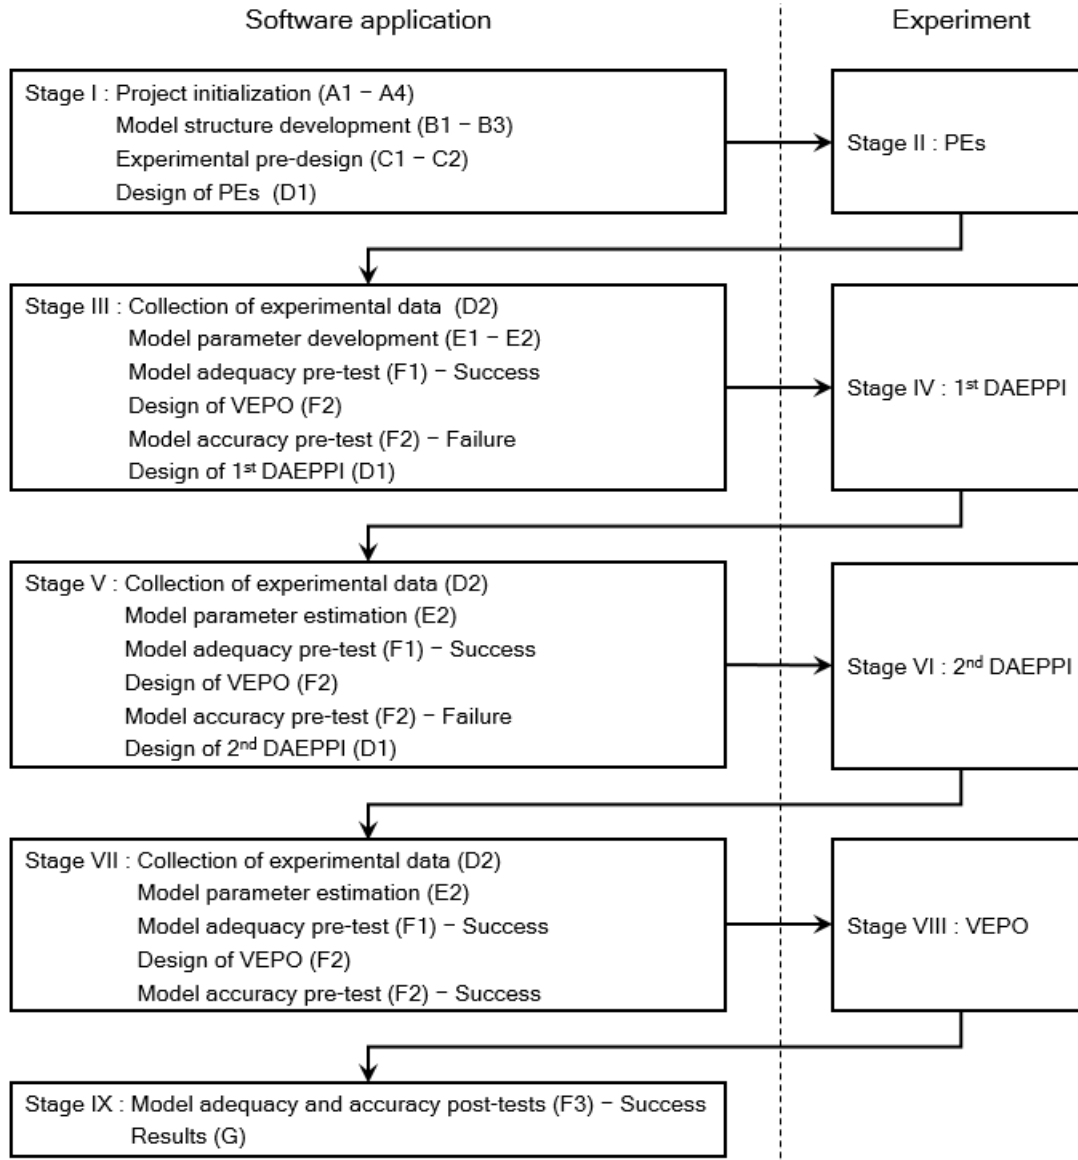 Software application
Experiment
Stage I : Project initialization (A1 – A4)
Model structure development (B1 – B3)
Experimental pre-design (C1 – C2)
Design of PEs (D1)
Stage II : PEs
Stage III : Collection of experimental data (D2)
Model parameter development (E1 – E2)
Model adequacy pre-test (F1) – Success
Design of VEPO (F2)
Model accuracy pre-test (F2) – Failure
Design of 1st DAEPPI (D1)
Stage IV : 1st DAEPPI
Stage V : Collection of experimental data (D2)
Model parameter estimation (E2)
Model adequacy pre-test (F1) – Success
Design of VEPO (F2)
Model accuracy pre-test (F2) – Failure
Design of 2nd DAEPPI (D1)
Stage VI : 2nd DAEPPI
Stage VII : Collection of experimental data (D2)
Model parameter estimation (E2)
Model adequacy pre-test (F1) – Success
Design of VEPO (F2)
Model accuracy pre-test (F2) – Success
Stage VIII : VEPO
Stage IX : Model adequacy and accuracy post-tests (F3) – Success
Results (G)